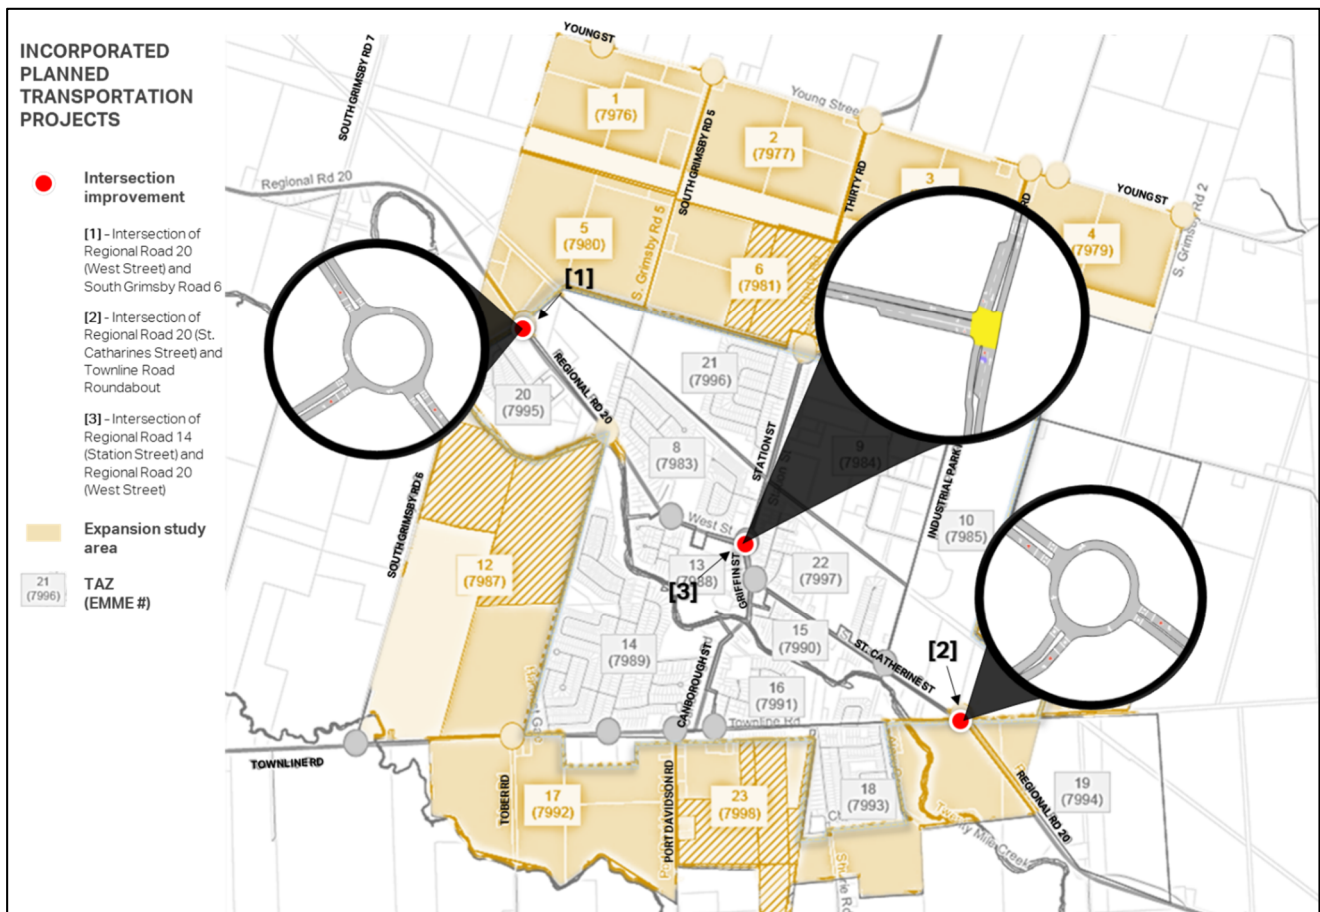 INCORPORATED
PLANNED
TRANSPORTATION
PROJECTS
Intersection
improvement
[1] – Intersection of
Regional Road 20
(West Street) and
South Grimsby Road 6
[2] – Intersection of
Regional Road 20 (St.
Catharines Street) and
Townline Road
Roundabout
[3] – Intersection of
Regional Road 14
(Station Street) and
Regional Road 20
(West Street)
Expansion study
area
21
(7996)
TAZ
(EMME #)
YOUNG ST
SOUTH GRIMSBY RD 7
Regional Rd 20
1
(7976)
SOUTH GRIMSBY RD 5
Young Stree
2
(7977)
THIRTY RD
3
RD
YOUNG ST
4
(7979)
S. Grimsby Rd 2
5
(7980)
S. Grimsby Rd 5
6
(7981)
[1]
REGIONAL RD 20
20
(7995)
21
(7996)
8
(7983)
STATION ST
Station St
9
(7984)
INDUSTRIAL PARK
10
(7985)
SOUTH GRIMSBY RD 6
12
(7987)
West St
13
(7988)
[3]
GRIFFIN ST
22
(7997)
14
(7989)
15
(7990)
ST. CATHERINE ST
[2]
CANBOROUGH ST
16
(7991)
Townline Rd
TOWNLINE RD
TOBER RD
17
(7992)
PORT DAVIDSON RD
23
(7998)
18
(7993)
19
(7994)
REGIONAL RD 20
Twenty Mile Creek